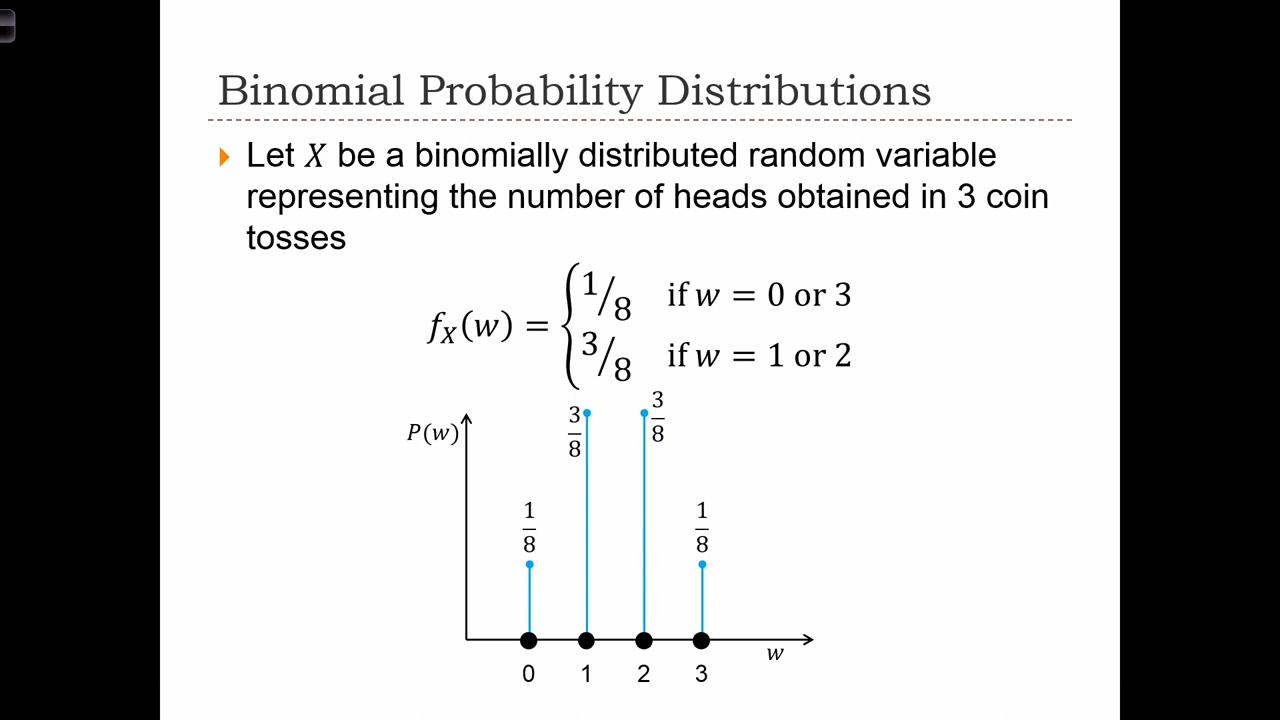 Binomial Probability Distributions
Let X be a binomially distributed random variable
representing the number of heads obtained in 3 coin
tosses
f_X(w) = { 1/8 if w = 0 or 3
3/8 if w = 1 or 2
P(w)
3/8
3/8
1/8
1/8
w
0 1 2 3